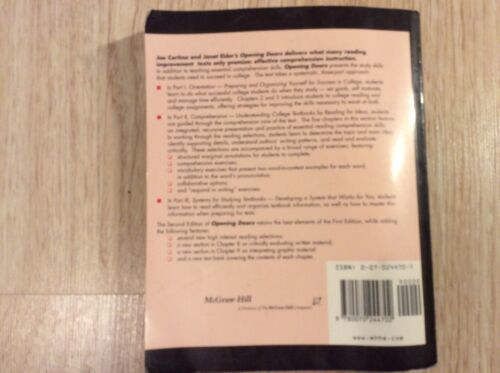 Joe Cortina and Janet Elder's Opening Doors delivers what many reading
improvement texts only promise: effective comprehension instruction.
In addition to teaching essential comprehension skills, Opening Doors presents the study skills
that students need to succeed in college. The text takes a systematic, three-part approach:
In Part I, Orientation — Preparing and Organizing Yourself for Success in College, students
learn to do what successful college students do when they study — set goals, self motivate,
and manage time efficiently. Chapters 2 and 3 introduce students to college reading and
college assignments, offering strategies for improving the skills necessary to excel at both.
In Part II, Comprehension — Understanding College Textbooks by Reading for Ideas, students
are guided through the comprehension core of the text. The five chapters in this section feature
an integrated, recursive presentation and practice of essential reading comprehension skills.
In working through the reading selections, students learn to determine the topic and main idea,
identify supporting details, understand authors' writing patterns, and read and evaluate
critically. These selections are accompanied by a broad range of exercises, featuring:
structured marginal annotations for students to complete;
comprehension exercises;
vocabulary exercises that present two word-in-context examples for each word,
in addition to the word's pronunciation;
collaborative options;
and "respond in writing" exercises.
In Part III, Systems for Studying Textbooks — Developing a System that Works for You, students
learn how to read efficiently and organize textbook information, as well as how to master this
information when preparing for tests.
The Second Edition of Opening Doors retains the best elements of the First Edition, while adding
the following features:
several new high interest reading selections;
a new section in Chapter 8 on critically evaluating written material;
a new section in Chapter 9 on interpreting graphic material;
and a new test bank covering the contents of each chapter.
ISBN: 0-07-024470-1
90000
9 780070 244702
McGraw-Hill
A Division of The McGraw-Hill Companies
www.mhhe.com